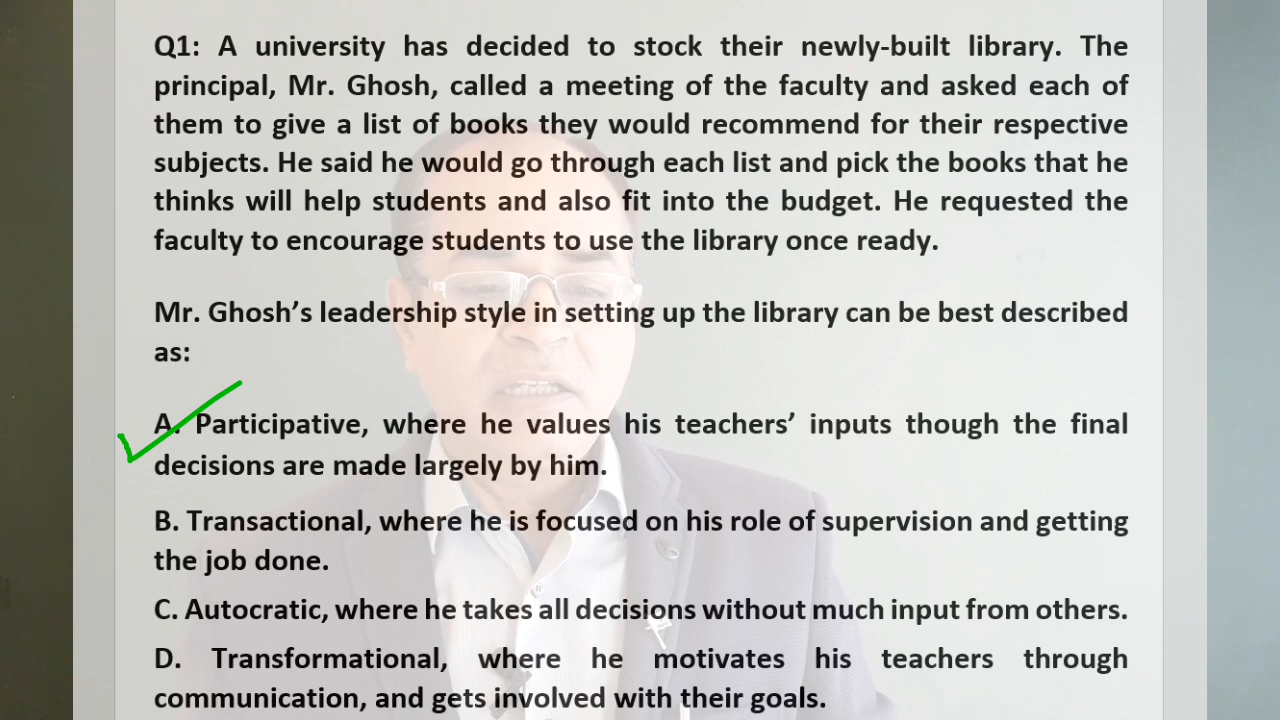 Q1: A university has decided to stock their newly-built library. The
principal, Mr. Ghosh, called a meeting of the faculty and asked each of
them to give a list of books they would recommend for their respective
subjects. He said he would go through each list and pick the books that he
thinks will help students and also fit into the budget. He requested the
faculty to encourage students to use the library once ready.
Mr. Ghosh’s leadership style in setting up the library can be best described
as:
A. Participative, where he values his teachers’ inputs though the final
decisions are made largely by him.
B. Transactional, where he is focused on his role of supervision and getting
the job done.
C. Autocratic, where he takes all decisions without much input from others.
D. Transformational, where he motivates his teachers through
communication, and gets involved with their goals.